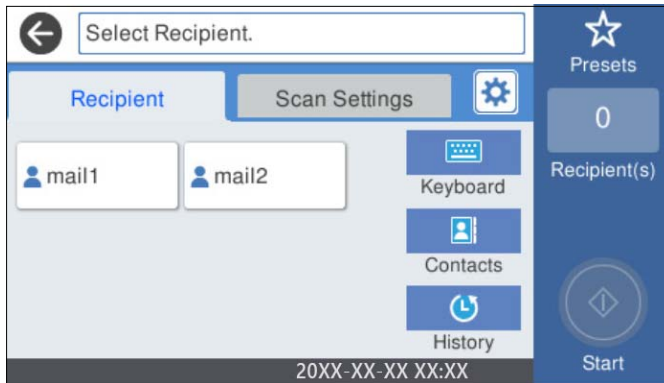 Select Recipient.
Presets
Recipient
Scan Settings
0
Recipient(s)
mail1
mail2
Keyboard
Contacts
History
Start
20XX-XX-XX XX:XX